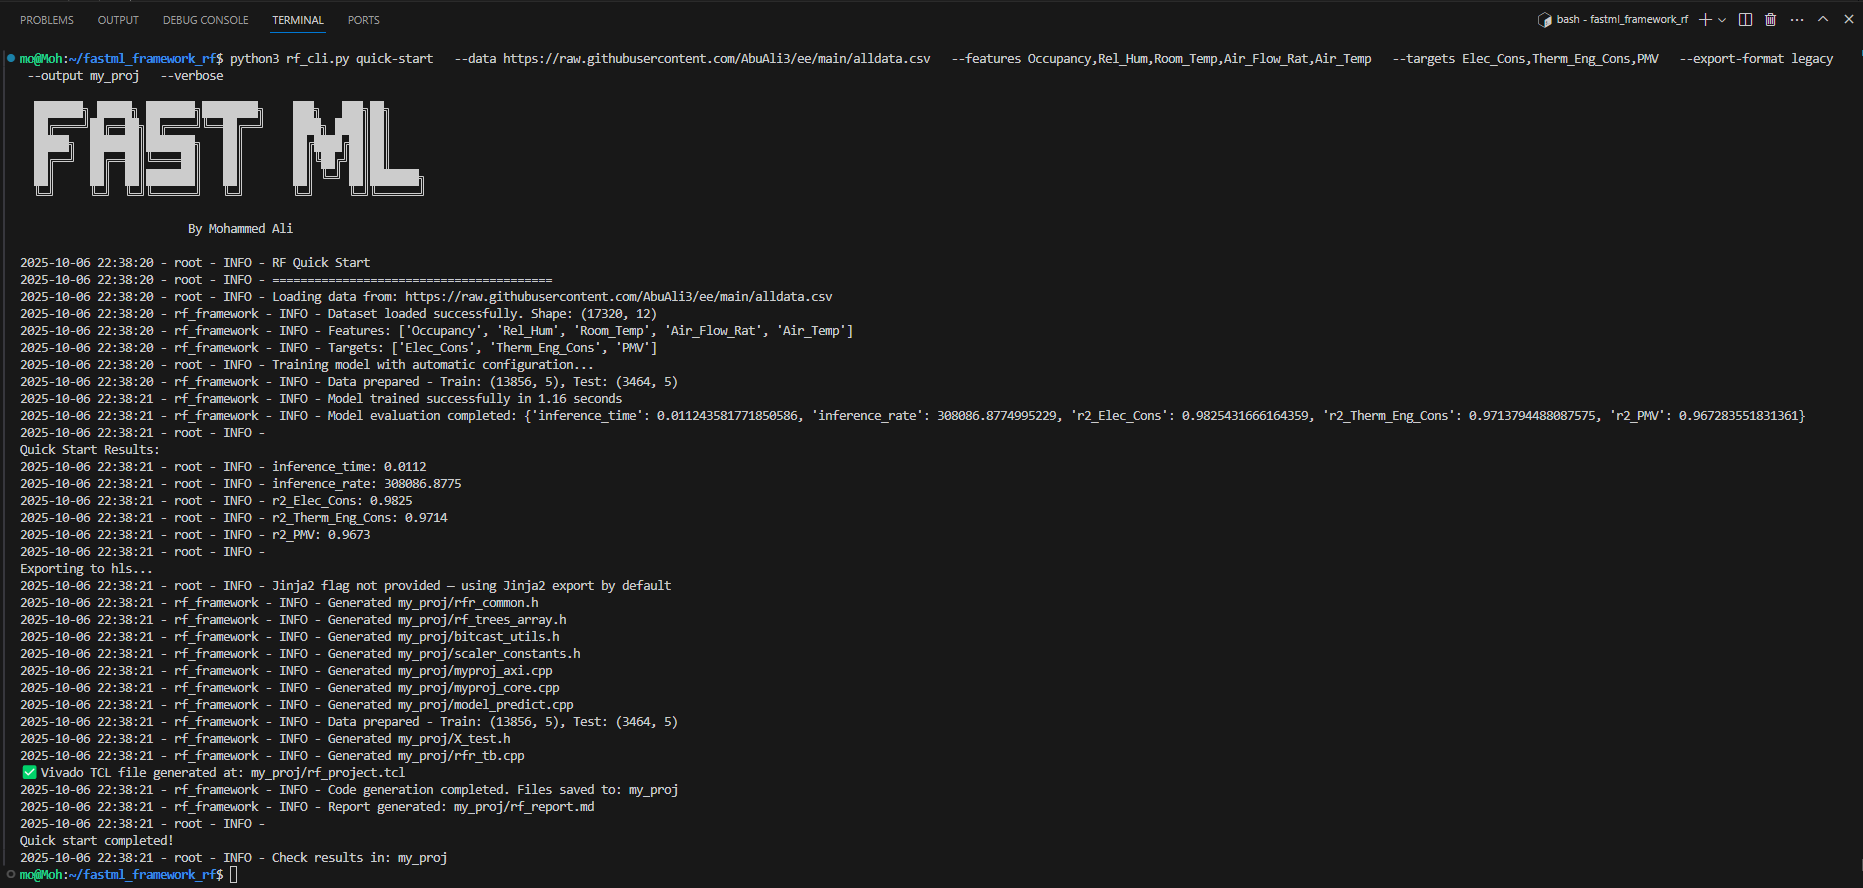 PROBLEMS OUTPUT DEBUG CONSOLE TERMINAL PORTS bash - fastml_framework_rf
mo@Moh:~/fastml_framework_rf$ python3 rf_cli.py quick-start --data https://raw.githubusercontent.com/AbuAli3/ee/main/alldata.csv --features Occupancy,Rel_Hum,Room_Temp,Air_Flow_Rat,Air_Temp --targets Elec_Cons,Therm_Eng_Cons,PMV --export-format legacy
--output my_proj --verbose
FAST ML
By Mohammed Ali
2025-10-06 22:38:20 - root - INFO - RF Quick Start
2025-10-06 22:38:20 - root - INFO - ========================================
2025-10-06 22:38:20 - root - INFO - Loading data from: https://raw.githubusercontent.com/AbuAli3/ee/main/alldata.csv
2025-10-06 22:38:20 - rf_framework - INFO - Dataset loaded successfully. Shape: (17320, 12)
2025-10-06 22:38:20 - rf_framework - INFO - Features: ['Occupancy', 'Rel_Hum', 'Room_Temp', 'Air_Flow_Rat', 'Air_Temp']
2025-10-06 22:38:20 - rf_framework - INFO - Targets: ['Elec_Cons', 'Therm_Eng_Cons', 'PMV']
2025-10-06 22:38:20 - root - INFO - Training model with automatic configuration...
2025-10-06 22:38:20 - rf_framework - INFO - Data prepared - Train: (13856, 5), Test: (3464, 5)
2025-10-06 22:38:21 - rf_framework - INFO - Model trained successfully in 1.16 seconds
2025-10-06 22:38:21 - rf_framework - INFO - Model evaluation completed: {'inference_time': 0.011243581771850586, 'inference_rate': 308086.8774995229, 'r2_Elec_Cons': 0.9825431666164359, 'r2_Therm_Eng_Cons': 0.9713794488087575, 'r2_PMV': 0.967283551831361}
2025-10-06 22:38:21 - root - INFO -
Quick Start Results:
2025-10-06 22:38:21 - root - INFO - inference_time: 0.0112
2025-10-06 22:38:21 - root - INFO - inference_rate: 308086.8775
2025-10-06 22:38:21 - root - INFO - r2_Elec_Cons: 0.9825
2025-10-06 22:38:21 - root - INFO - r2_Therm_Eng_Cons: 0.9714
2025-10-06 22:38:21 - root - INFO - r2_PMV: 0.9673
2025-10-06 22:38:21 - root - INFO -
Exporting to hls...
2025-10-06 22:38:21 - root - INFO - Jinja2 flag not provided — using Jinja2 export by default
2025-10-06 22:38:21 - rf_framework - INFO - Generated my_proj/rfr_common.h
2025-10-06 22:38:21 - rf_framework - INFO - Generated my_proj/rf_trees_array.h
2025-10-06 22:38:21 - rf_framework - INFO - Generated my_proj/bitcast_utils.h
2025-10-06 22:38:21 - rf_framework - INFO - Generated my_proj/scaler_constants.h
2025-10-06 22:38:21 - rf_framework - INFO - Generated my_proj/myproj_axi.cpp
2025-10-06 22:38:21 - rf_framework - INFO - Generated my_proj/myproj_core.cpp
2025-10-06 22:38:21 - rf_framework - INFO - Generated my_proj/model_predict.cpp
2025-10-06 22:38:21 - rf_framework - INFO - Data prepared - Train: (13856, 5), Test: (3464, 5)
2025-10-06 22:38:21 - rf_framework - INFO - Generated my_proj/X_test.h
2025-10-06 22:38:21 - rf_framework - INFO - Generated my_proj/rfr_tb.cpp
✅ Vivado TCL file generated at: my_proj/rf_project.tcl
2025-10-06 22:38:21 - rf_framework - INFO - Code generation completed. Files saved to: my_proj
2025-10-06 22:38:21 - rf_framework - INFO - Report generated: my_proj/rf_report.md
2025-10-06 22:38:21 - root - INFO -
Quick start completed!
2025-10-06 22:38:21 - root - INFO - Check results in: my_proj
mo@Moh:~/fastml_framework_rf$